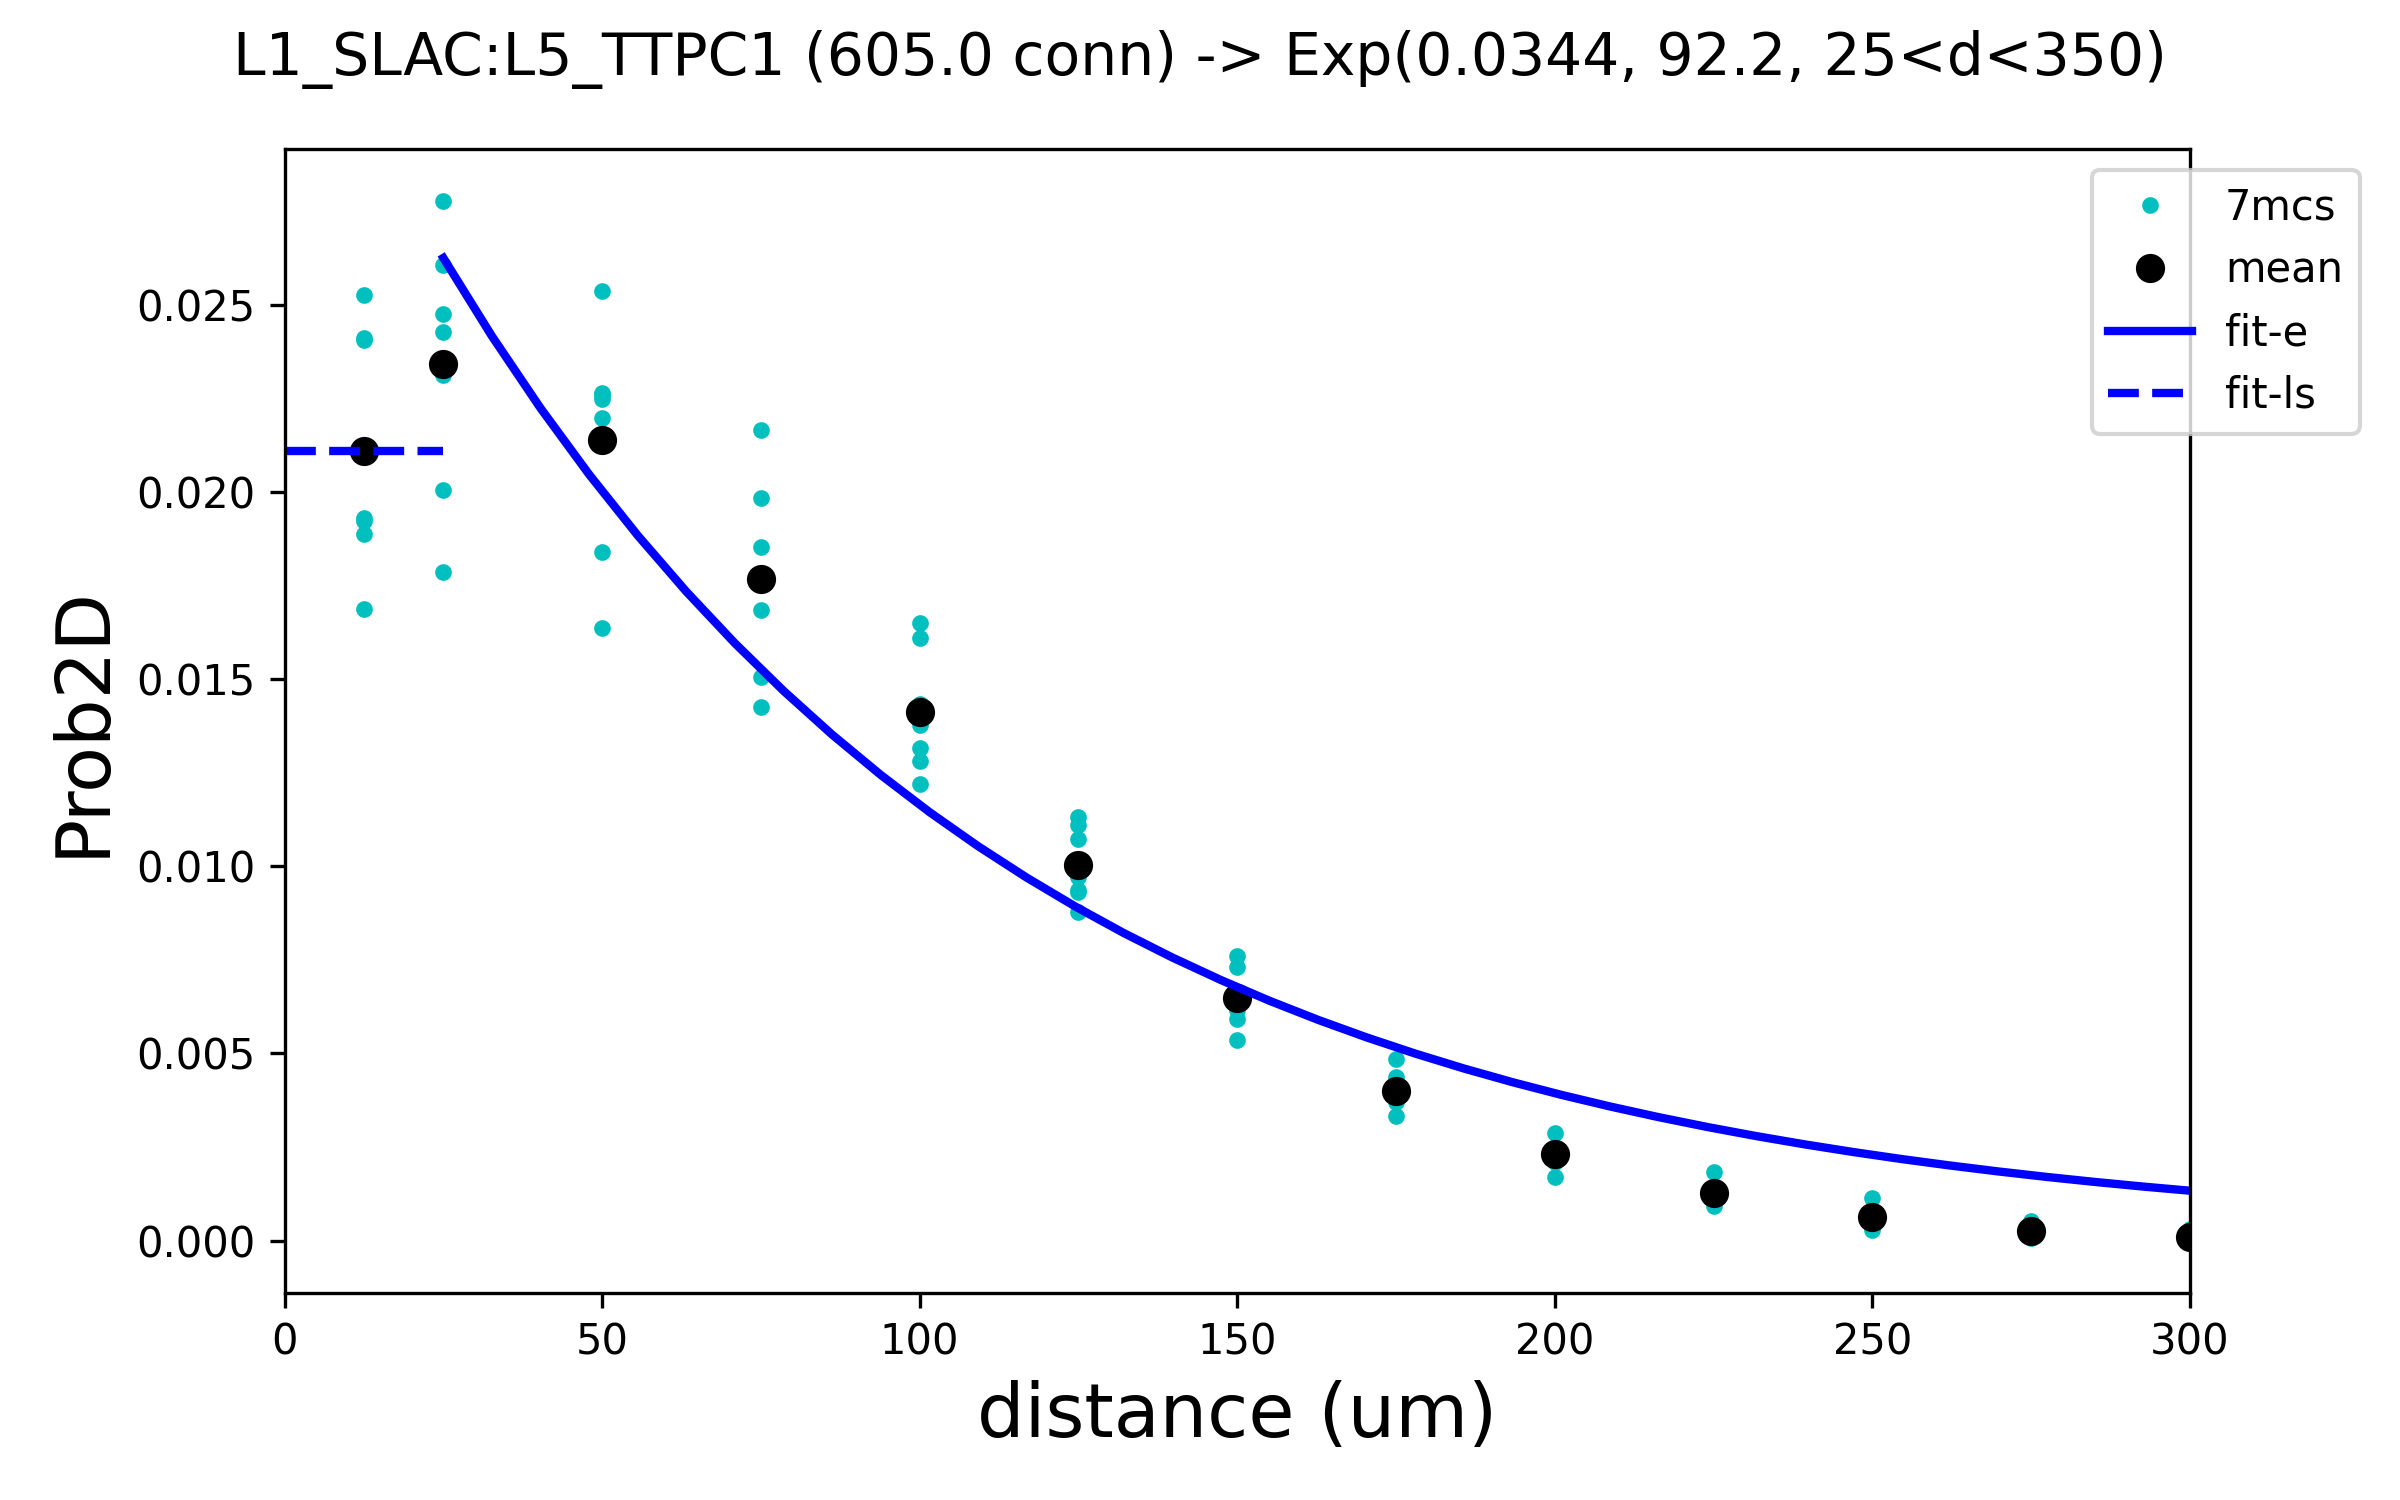 L1_SLAC:L5_TTPC1 (605.0 conn) -> Exp(0.0344, 92.2, 25<d<350)
7mcs
mean
fit-e
fit-ls
Prob2D
0.025
0.020
0.015
0.010
0.005
0.000
0 50 100 150 200 250 300
distance (um)